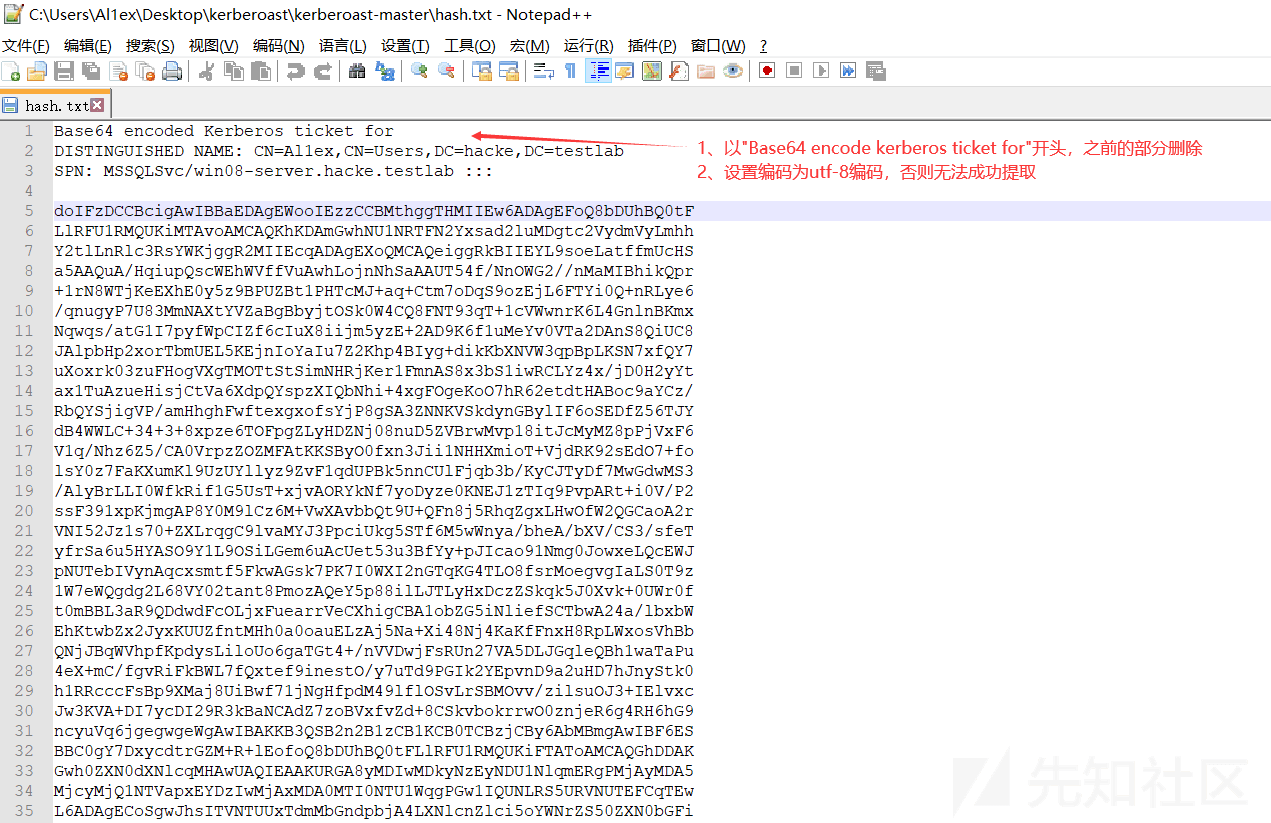 C:\Users\Al1ex\Desktop\kerberoast\kerberoast-master\hash.txt - Notepad++
文件(F) 编辑(E) 搜索(S) 视图(V) 编码(N) 语言(L) 设置(T) 工具(O) 宏(M) 运行(R) 插件(P) 窗口(W) ?
hash.txt
1 Base64 encoded Kerberos ticket for
1、以"Base64 encode kerberos ticket for"开头，之前的部分删除
2 DISTINGUISHED NAME: CN=Al1ex,CN=Users,DC=hacke,DC=testlab
3 SPN: MSSQLSvc/win08-server.hacke.testlab :::
2、设置编码为utf-8编码，否则无法成功提取
4
5 doIFzDCCBcigAwIBBaEDAgEWooIEzzCCBMthggTHMIIEw6ADAgEFoQ8bDUhBQ0tF
6 LlRFU1RMQUKiMTAvoAMCAQKhKDAmGwhNU1NRTFN2Yxsad2luMDgtc2VydmVyLmhh
7 Y2tlLnRlc3RsYWKjggR2MIIEcqADAgEXoQMCAQeiggRkBIIEYL9soeLatffmUcHS
8 a5AAQuA/HqiupQscWEhWVffVuAwhLojnNhSaAAUT54f/NnOWG2//nMaMIBhikQpr
9 +1rN8WTjKeEXhE0y5z9BPUZBt1PHTcMJ+aq+Ctm7oDqS9ozEjL6FTYi0Q+nRLye6
10 /qnugyP7U83MmNAXtYVZaBgBbyjtOSk0W4CQ8FNT93qT+1cVWwnrK6L4GnlnBKmx
11 Nqwqs/atG1I7pyfWpCIZf6cIuX8iijm5yzE+2AD9K6f1uMeYv0VTa2DAnS8QiUC8
12 JAlpbHp2xorTbmUEL5KEjnIoYaIu7Z2Khp4BIyg+dikKbXNVW3qpBpLKSN7xfQY7
13 uXoxrk03zuFHogVXgTMOTtStSimNHRjKer1FmnAS8x3bS1iwRCLYz4x/jD0H2yYt
14 ax1TuAzueHisjCtVa6XdpQYspzXIQbNhi+4xgFOgeKoO7hR62etdtHABoc9aYCz/
15 RbQYSjigVP/amHhghFwftexgxofsYjP8gSA3ZNNKVSkdynGBylIF6oSEDfZ56TJY
16 dB4WWLC+34+3+8xpze6TOFpgZLyHDZNj08nuD5ZVBrwMvp18itJcMyMZ8pPjVxF6
17 V1q/Nhz6Z5/CA0VrpzZOZMFAtKKSByO0fxn3Jii1NHHXmioT+VjdRK92sEdO7+fo
18 lsY0z7FaKXumKl9UzUYllyz9ZvF1qdUPBk5nnCUlFjqb3b/KyCJTyDf7MwGdwMS3
19 /AlyBrLLI0WfkRif1G5UsT+xjvAORYkNf7yoDyze0KNEJ1zTIq9PvpARt+i0V/P2
20 ssF391xpKjmgAP8Y0M9lCz6M+VwXAvbbQt9U+QFn8j5RhqZgxLHwOfW2QGCaoA2r
21 VNI52Jz1s70+ZXLrqgC9lvaMYJ3PpciUkg5STf6M5wWnya/bheA/bXV/CS3/sfeT
22 yfrSa6u5HYASO9Y1L9OSiLGem6uAcUet53u3BfYy+pJIcao91Nmg0JowxeLQcEWJ
23 pNUTebIVynAqcxsmtf5FkwAGsk7PK7I0WXI2nGTqKG4TLO8fsrMoegvgIaLS0T9z
24 1W7eWQgdg2L68VY02tant8PmozAQeY5p88ilLJTLyHxDczZSkqk5J0Xvk+0UWr0f
25 t0mBBL3aR9QDdwdFcOLjxFuearrVeCXhigCBA1obZG5iNliefSCTbwA24a/lbxbW
26 EhKtwbZx2JyxKUUZfntMHh0a0oauELzAj5Na+Xi48Nj4KaKfFnxH8RpLWxosVhBb
27 QNjJBqWVhpfKpdysLiloUo6gaTGt4+/nVVDwjFsRUn27VA5DLJGqleQBh1waTaPu
28 4eX+mC/fgvRiFkBWL7fQxtef9inestO/y7uTd9PGIk2YEpvnD9a2uHD7hJnyStk0
29 h1RRcccFsBp9XMaj8UiBwf71jNgHfpdM49lflOSvLrSBMOvv/zilsuOJ3+IElvxc
30 Jw3KVA+DI7ycDI29R3kBaNCAdZ7zoBVxfvZd+8CSkvbokrrwO0znjeR6g4RH6hG9
31 ncyuVq6jgegwgeWgAwIBAKKB3QSB2n2B1zCB1KCB0TCBzjCBy6AbMBmgAwIBF6ES
32 BBC0gY7DxycdtrGZM+R+lEofoQ8bDUhBQ0tFLlRFU1RMQUKiFTAToAMCAQGhDDAK
33 Gwh0ZXN0dXNlcqMHAwUAQIEAAKURGA8yMDIwMDkyNzEyNDU1NlqmERgPMjAyMDA5
34 MjcyMjQ1NTVapxEYDzIwMjAxMDA0MTI0NTU1WqgPGw1IQUNLRS5URVNUTEFCqTEw
35 L6ADAgECoSgwJhsITVNTUUxTdmMbGndpbjA4LXNlcnZlci5oYWNrZS50ZXN0bGFi
先知社区